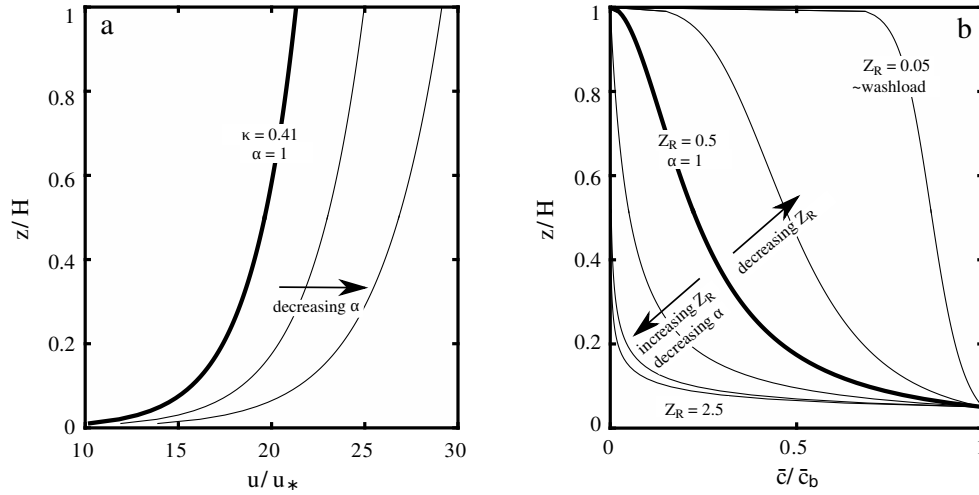 a
1
0.8
0.6
0.4
0.2
0
z/H
κ = 0.41
α = 1
decreasing α
10
15
20
25
30
u/u*
b
1
0.8
0.6
0.4
0.2
0
z/H
Z_R = 0.05
~washload
Z_R = 0.5
α = 1
decreasing Z_R
increasing Z_R
decreasing α
Z_R = 2.5
0
0.5
1
c̄/c̄_b